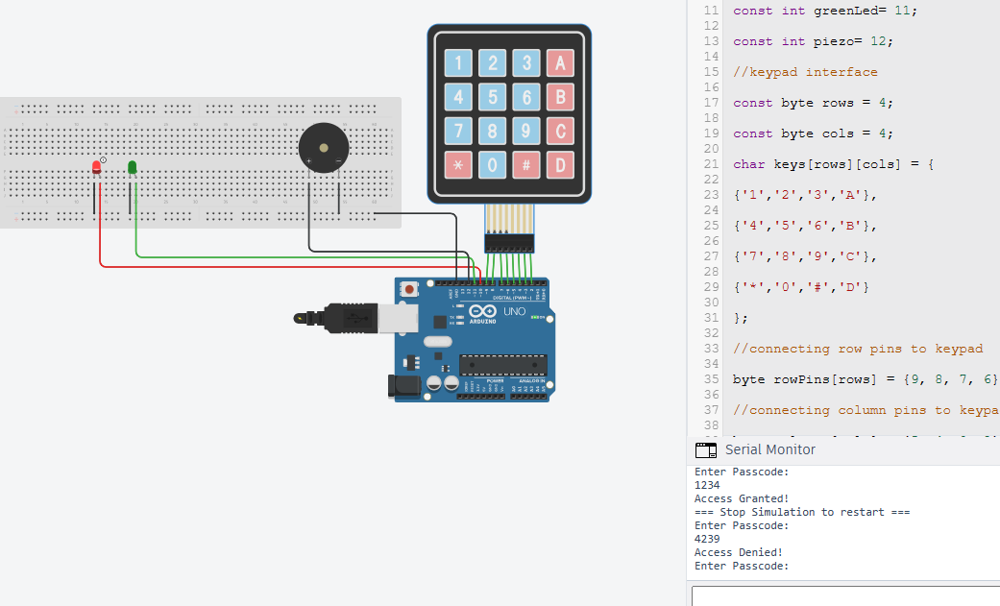 1 2 3 A
4 5 6 B
7 8 9 C
* 0 # D
DIGITAL (PWM~)
UNO
ARDUINO
TX
RX
ON
POWER
ANALOG IN
11 const int greenLed= 11;
12
13 const int piezo= 12;
14
15 //keypad interface
16
17 const byte rows = 4;
18
19 const byte cols = 4;
20
21 char keys[rows][cols] = {
22
23 {'1','2','3','A'},
24
25 {'4','5','6','B'},
26
27 {'7','8','9','C'},
28
29 {'*','0','#','D'}
30
31 };
32
33 //connecting row pins to keypad
34
35 byte rowPins[rows] = {9, 8, 7, 6}
36
37 //connecting column pins to keypa
38
Serial Monitor
Enter Passcode:
1234
Access Granted!
=== Stop Simulation to restart ===
Enter Passcode:
4239
Access Denied!
Enter Passcode: